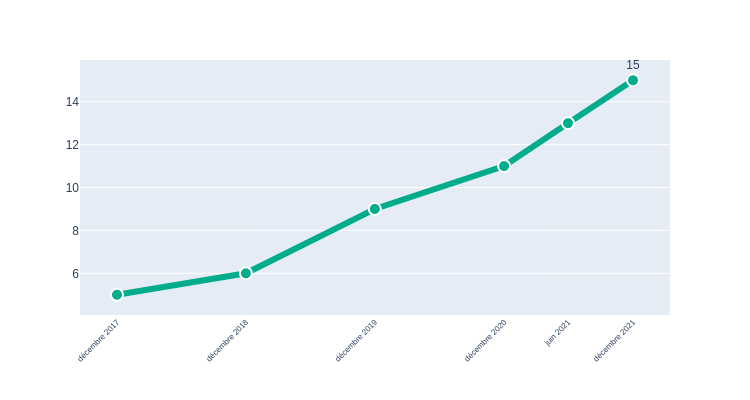 15
14
12
10
8
6
décembre 2017
décembre 2018
décembre 2019
décembre 2020
juin 2021
décembre 2021